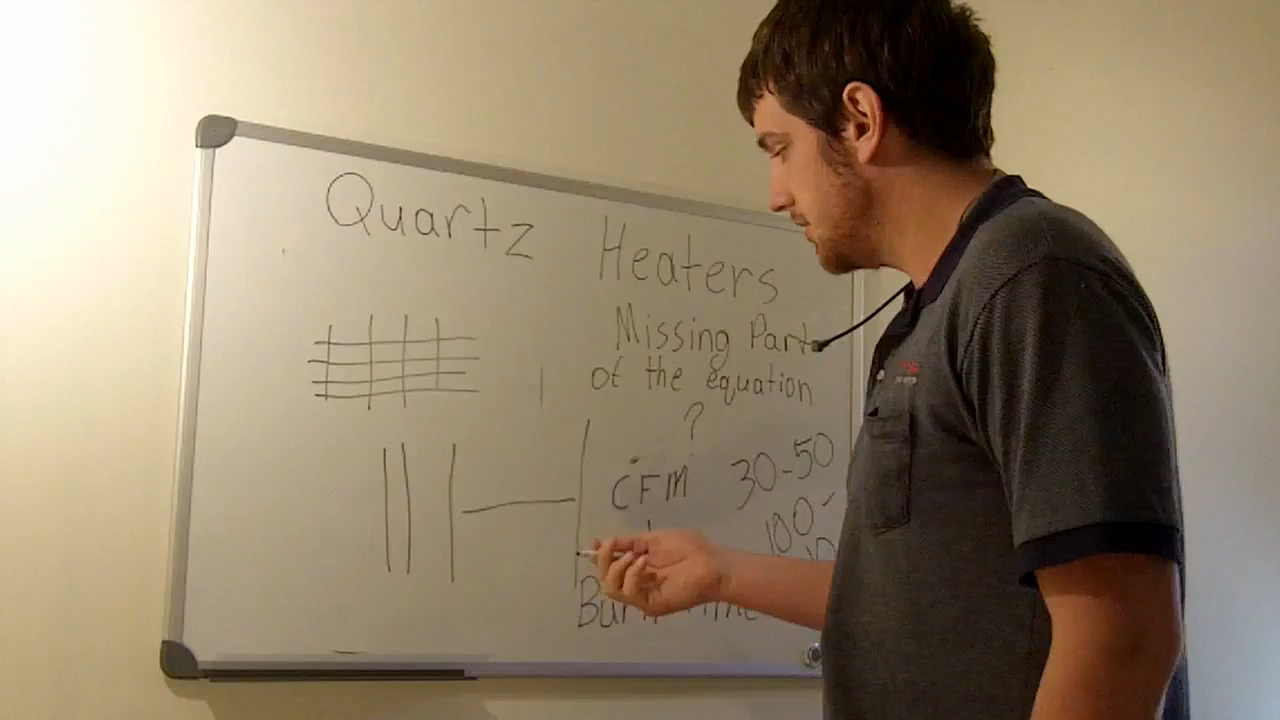 Quartz Heaters
Missing Part
of the equation
?
CFM 30-50
100-